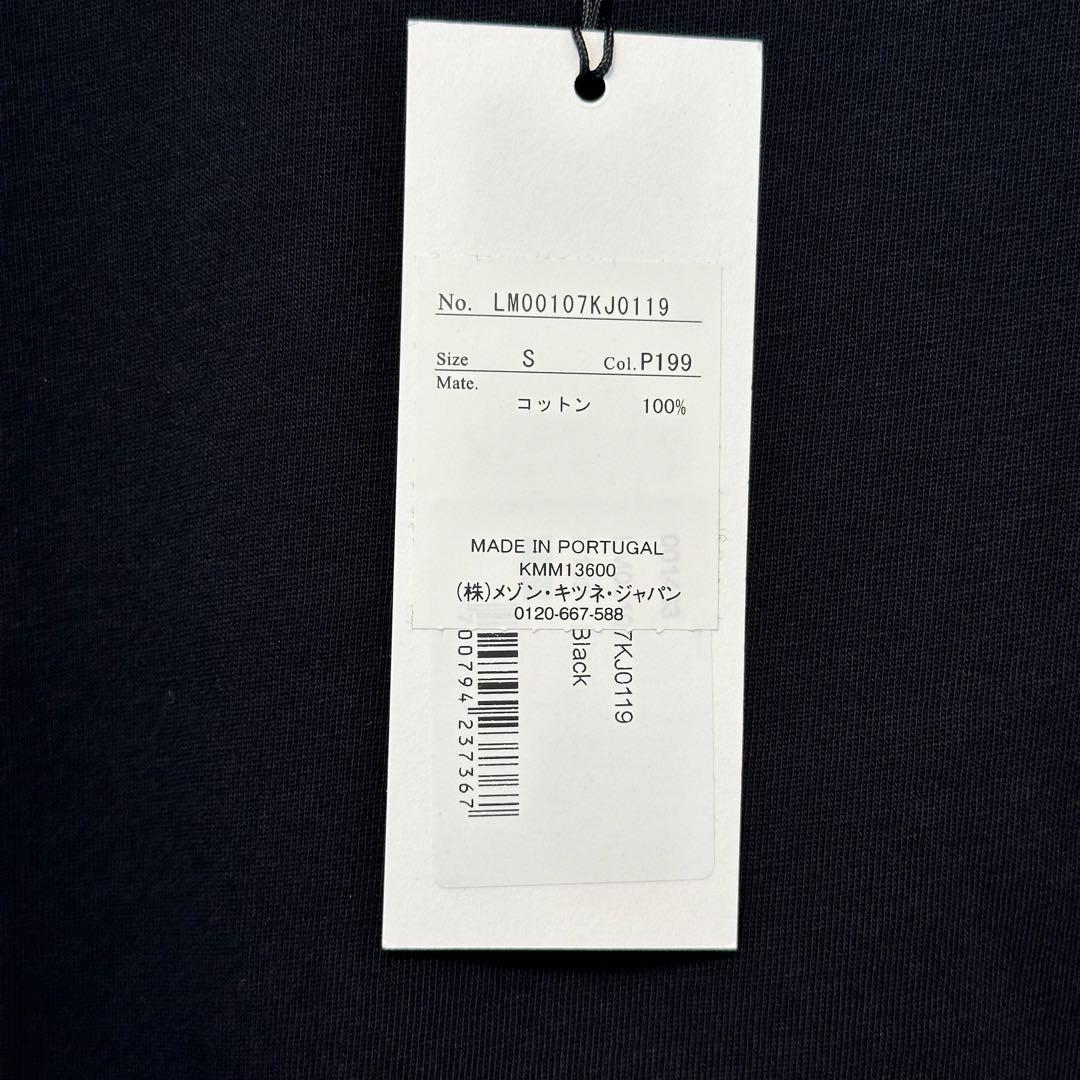 No. LM00107KJ0119
Size S Col. P199
Mate.
コットン 100%
MADE IN PORTUGAL
KMM13600
(株)メゾン・キツネ・ジャパン
0120-667-588
7KJ0119
Black
00794 237367